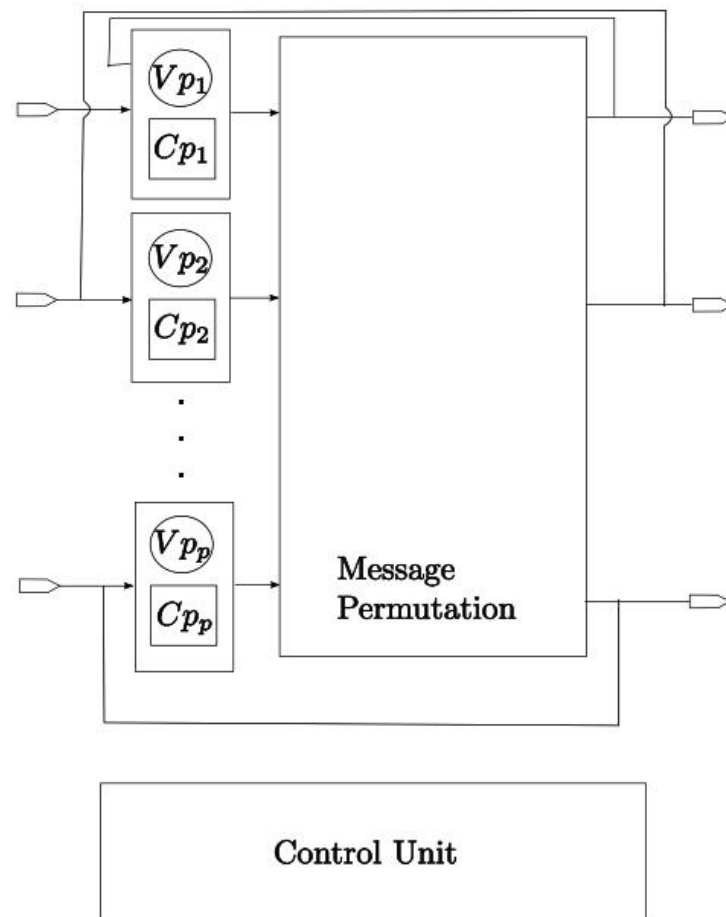 Vp₁
Cp₁
Vp₂
Cp₂
.
.
.
Vpₚ
Cpₚ
Message
Permutation
Control Unit